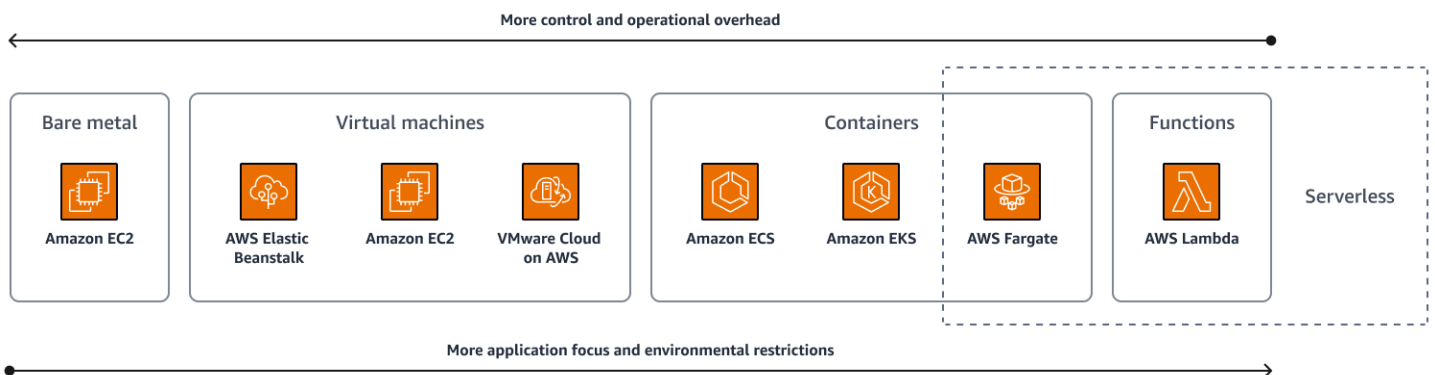 More control and operational overhead
Bare metal
Virtual machines
Containers
Functions
Serverless
Amazon EC2
AWS Elastic
Beanstalk
Amazon EC2
VMware Cloud
on AWS
Amazon ECS
K
Amazon EKS
AWS Fargate
AWS Lambda
More application focus and environmental restrictions